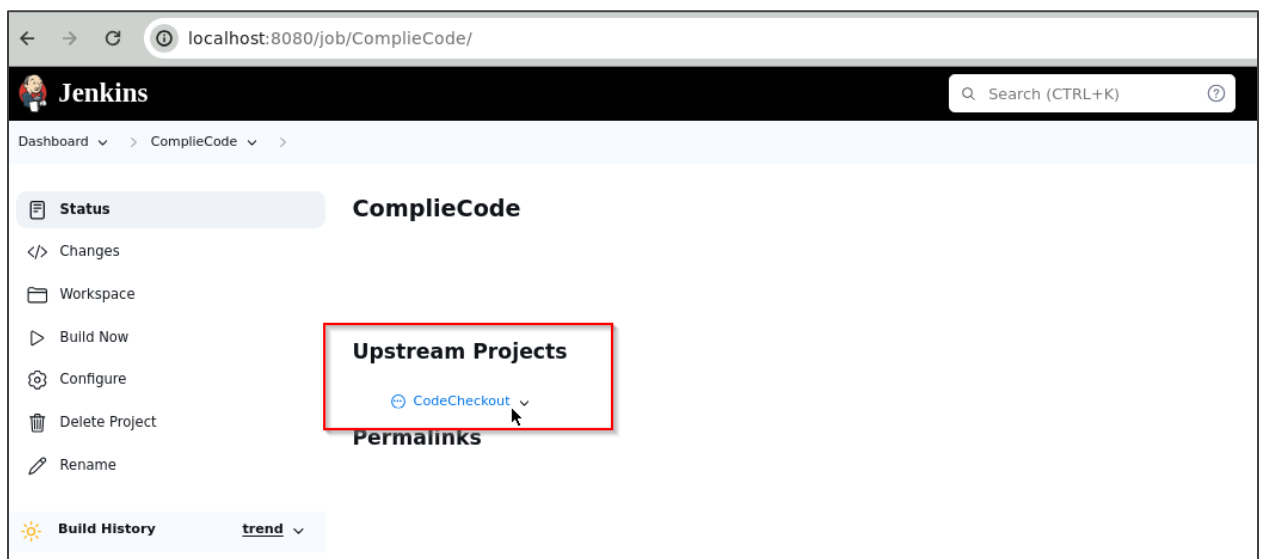 localhost:8080/job/ComplieCode/
Jenkins
Search (CTRL+K)
Dashboard
ComplieCode
Status
Changes
Workspace
Build Now
Configure
Delete Project
Rename
Build History trend
ComplieCode
Upstream Projects
CodeCheckout
Permalinks